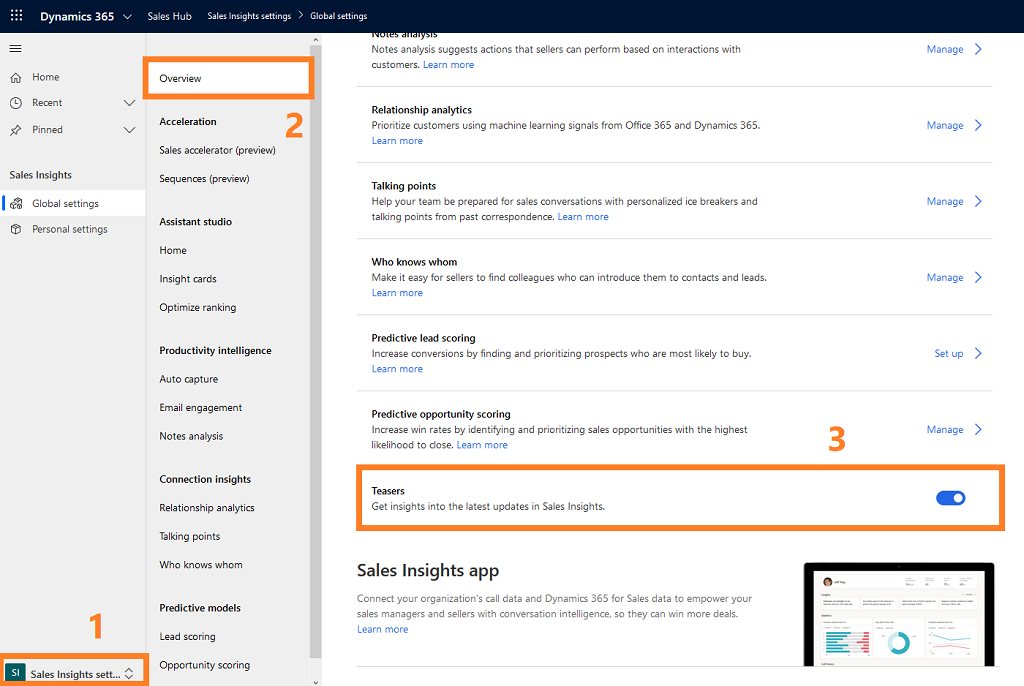 Dynamics 365
Sales Hub
Sales Insights settings
Global settings
Home
Recent
Pinned
Sales Insights
Global settings
Personal settings
1
SI
Sales Insights sett...
Overview
2
Acceleration
Sales accelerator (preview)
Sequences (preview)
Assistant studio
Home
Insight cards
Optimize ranking
Productivity intelligence
Auto capture
Email engagement
Notes analysis
Connection insights
Relationship analytics
Talking points
Who knows whom
Predictive models
Lead scoring
Opportunity scoring
Notes analysis
Notes analysis suggests actions that sellers can perform based on interactions with
customers. Learn more
Manage
Relationship analytics
Prioritize customers using machine learning signals from Office 365 and Dynamics 365.
Learn more
Manage
Talking points
Help your team be prepared for sales conversations with personalized ice breakers and
talking points from past correspondence. Learn more
Manage
Who knows whom
Make it easy for sellers to find colleagues who can introduce them to contacts and leads.
Learn more
Manage
Predictive lead scoring
Increase conversions by finding and prioritizing prospects who are most likely to buy.
Learn more
Set up
Predictive opportunity scoring
Increase win rates by identifying and prioritizing sales opportunities with the highest
likelihood to close. Learn more
Manage
3
Teasers
Get insights into the latest updates in Sales Insights.
Sales Insights app
Connect your organization's call data and Dynamics 365 for Sales data to empower your
sales managers and sellers with conversation intelligence, so they can win more deals.
Learn more